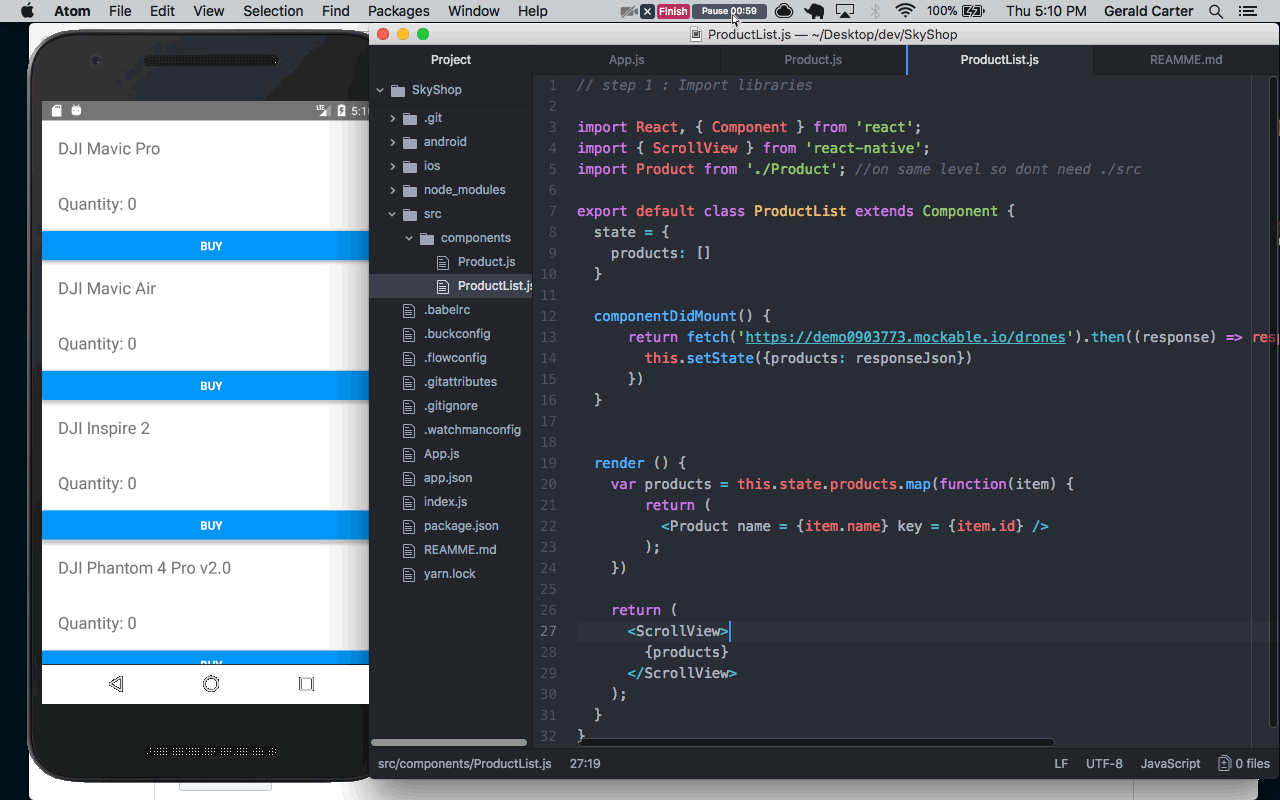 Atom File Edit View Selection Find Packages Window Help Finish Pause 00:59 100% Thu 5:10 PM Gerald Carter
ProductList.js — ~/Desktop/dev/SkyShop
LTE 5:10
DJI Mavic Pro
Quantity: 0
BUY
DJI Mavic Air
Quantity: 0
BUY
DJI Inspire 2
Quantity: 0
BUY
DJI Phantom 4 Pro v2.0
Quantity: 0
BUY
Project
SkyShop
.git
android
ios
node_modules
src
components
Product.js
ProductList.js
.babelrc
.buckconfig
.flowconfig
.gitattributes
.gitignore
.watchmanconfig
App.js
app.json
index.js
package.json
REAMME.md
yarn.lock
App.js Product.js ProductList.js REAMME.md
1 // step 1 : Import libraries
2
3 import React, { Component } from 'react';
4 import { ScrollView } from 'react-native';
5 import Product from './Product'; //on same level so dont need ./src
6
7 export default class ProductList extends Component {
8 state = {
9 products: []
10 }
11
12 componentDidMount() {
13 return fetch('https://demo0903773.mockable.io/drones').then((response) => resp
14 this.setState({products: responseJson})
15 })
16 }
17
18
19 render () {
20 var products = this.state.products.map(function(item) {
21 return (
22 <Product name = {item.name} key = {item.id} />
23 );
24 })
25
26 return (
27 <ScrollView>
28 {products}
29 </ScrollView>
30 );
31 }
32 }
src/components/ProductList.js 27:19 LF UTF-8 JavaScript 0 files